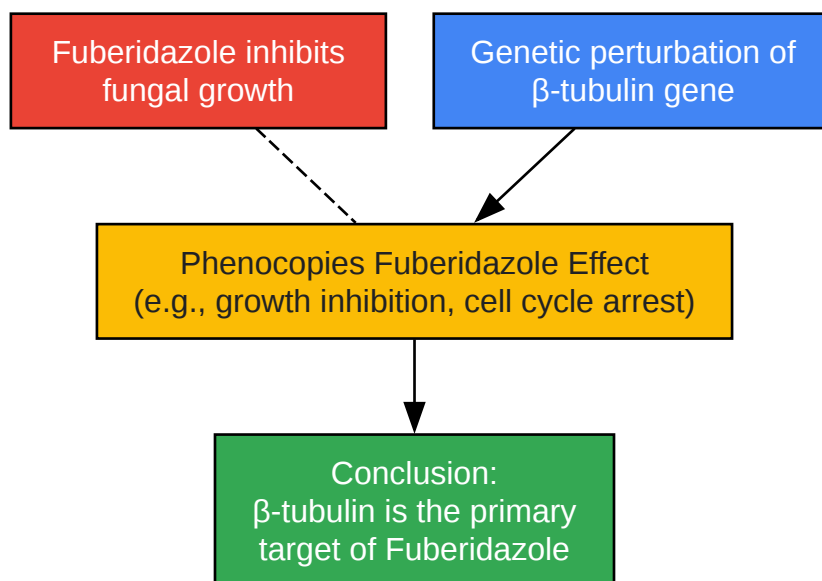 Fuberidazole inhibits
fungal growth
Genetic perturbation of
β-tubulin gene
Phenocopies Fuberidazole Effect
(e.g., growth inhibition, cell cycle arrest)
Conclusion:
β-tubulin is the primary
target of Fuberidazole